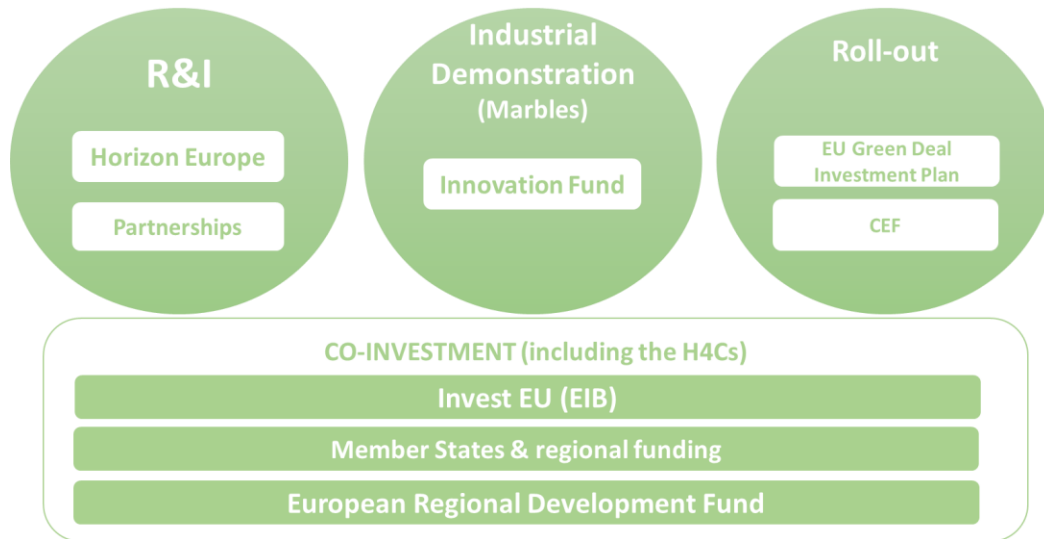 R&I
Horizon Europe
Partnerships
Industrial
Demonstration
(Marbles)
Innovation Fund
Roll-out
EU Green Deal
Investment Plan
CEF
CO-INVESTMENT (including the H4Cs)
Invest EU (EIB)
Member States & regional funding
European Regional Development Fund